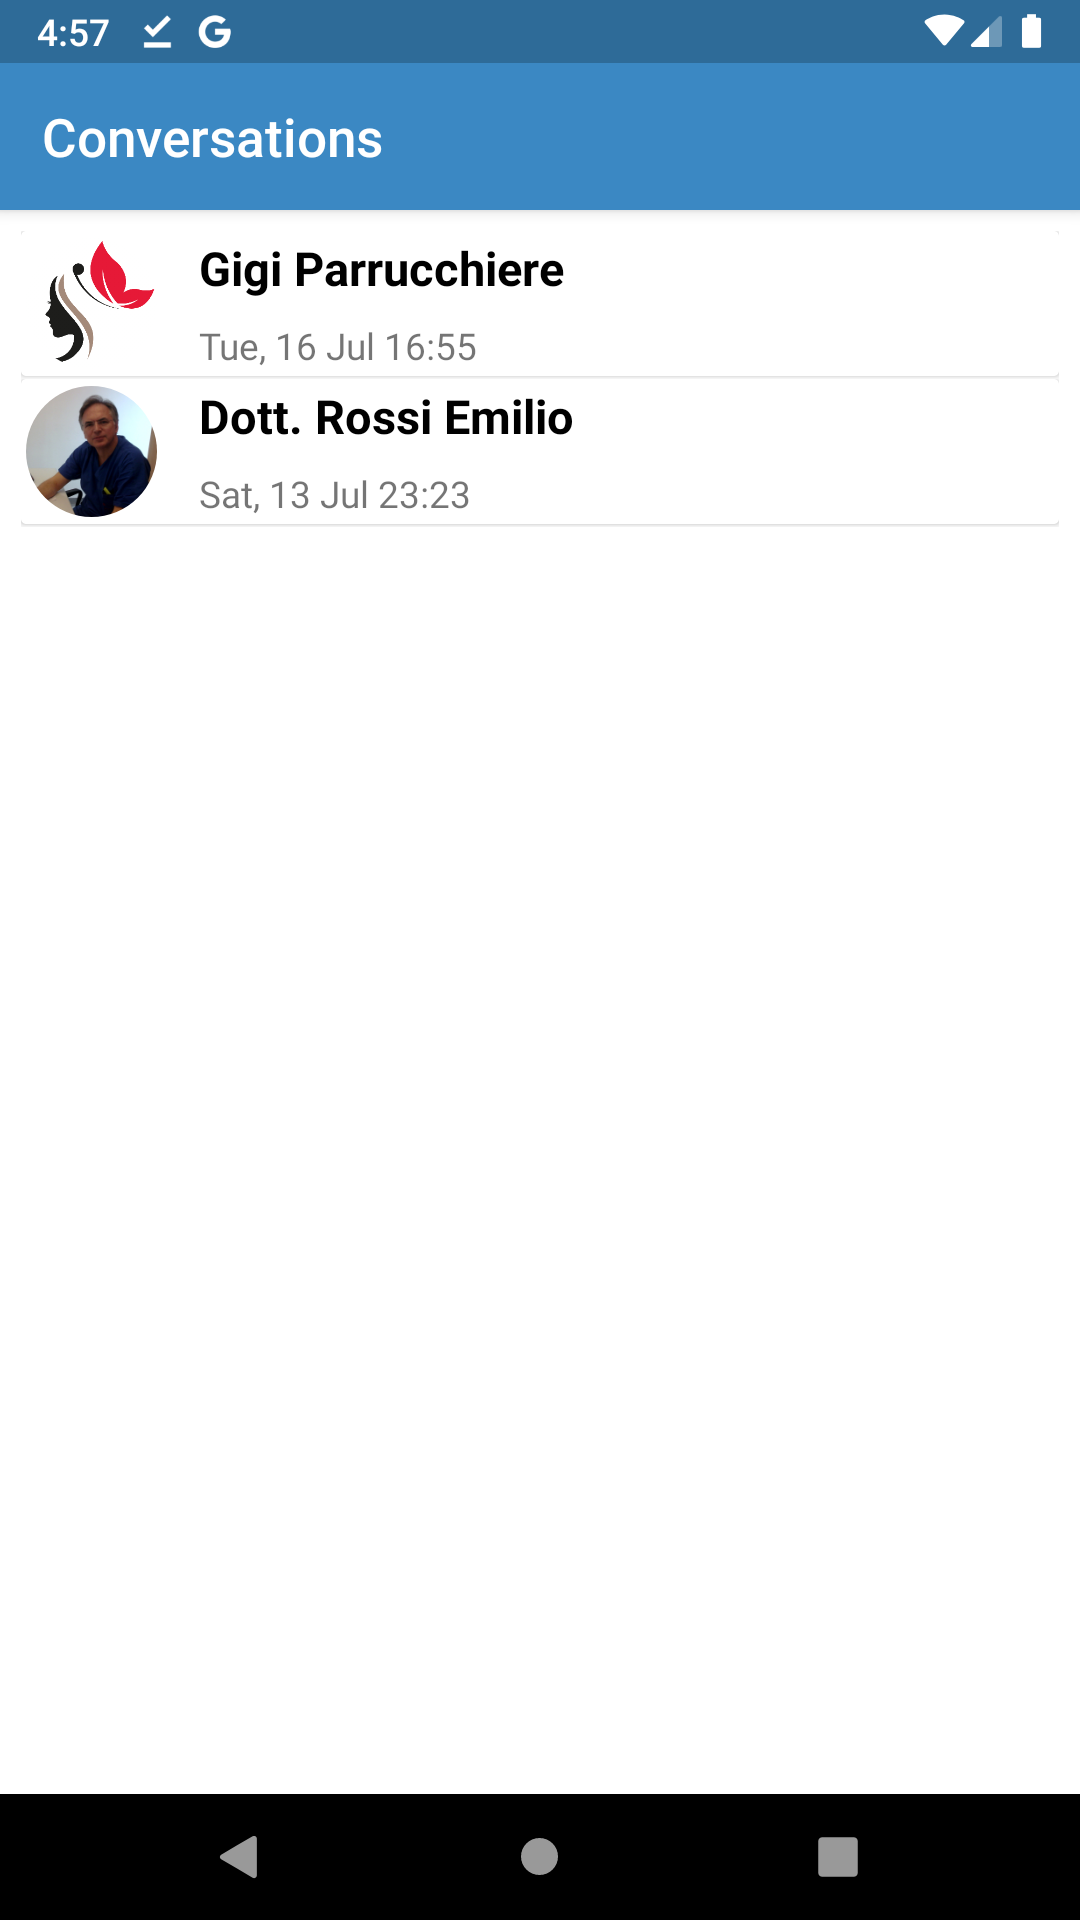 4:57
Conversations
Gigi Parrucchiere
Tue, 16 Jul 16:55
Dott. Rossi Emilio
Sat, 13 Jul 23:23